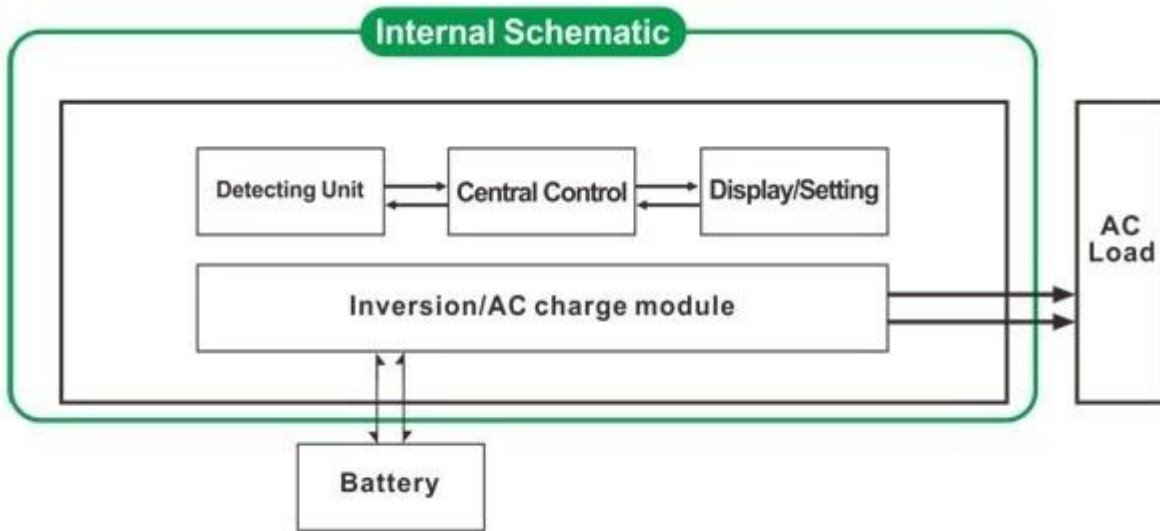 Internal Schematic
Detecting Unit
Central Control
Display/Setting
AC
Load
Inversion/AC charge module
Battery